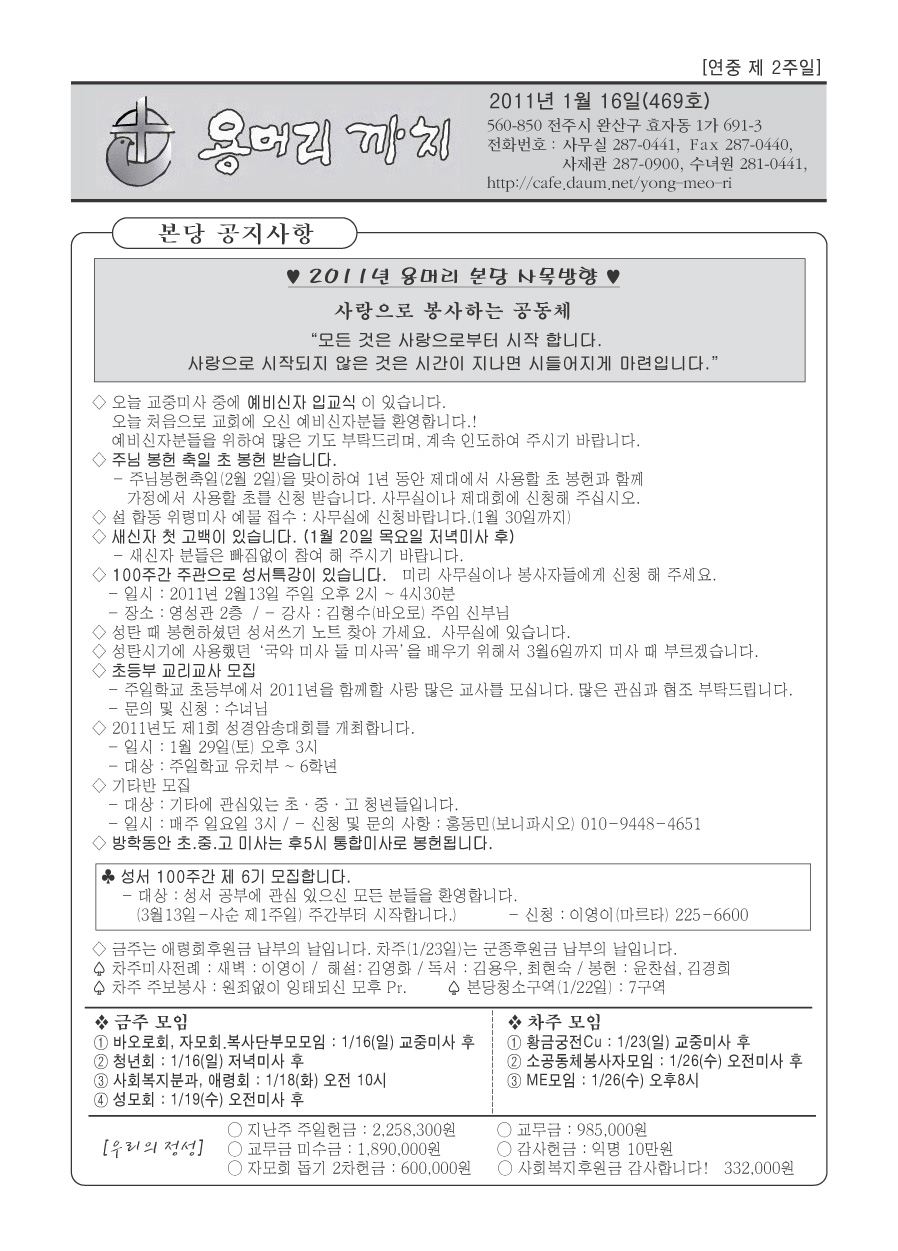 [연중 제 2주일]
용머리 까치
2011년 1월 16일(469호)
560-850 전주시 완산구 효자동 1가 691-3
전화번호 : 사무실 287-0441, Fax 287-0440,
사제관 287-0900, 수녀원 281-0441,
http://cafe.daum.net/yong-meo-ri
본당 공지사항
♥ 2011년 용머리 본당 사목방향 ♥
사랑으로 봉사하는 공동체
“모든 것은 사랑으로부터 시작 합니다.
사랑으로 시작되지 않은 것은 시간이 지나면 시들어지게 마련입니다.”
◇ 오늘 교중미사 중에 예비신자 입교식 이 있습니다.
오늘 처음으로 교회에 오신 예비신자분들 환영합니다.!
예비신자분들을 위하여 많은 기도 부탁드리며, 계속 인도하여 주시기 바랍니다.
◇ 주님 봉헌 축일 초 봉헌 받습니다.
- 주님봉헌축일(2월 2일)을 맞이하여 1년 동안 제대에서 사용할 초 봉헌과 함께
가정에서 사용할 초를 신청 받습니다. 사무실이나 제대회에 신청해 주십시오.
◇ 설 합동 위령미사 예물 접수 : 사무실에 신청바랍니다.(1월 30일까지)
◇ 새신자 첫 고백이 있습니다. (1월 20일 목요일 저녁미사 후)
- 새신자 분들은 빠짐없이 참여 해 주시기 바랍니다.
◇ 100주간 주관으로 성서특강이 있습니다. 미리 사무실이나 봉사자들에게 신청 해 주세요.
- 일시 : 2011년 2월13일 주일 오후 2시 ~ 4시30분
- 장소 : 영성관 2층 / - 강사 : 김형수(바오로) 주임 신부님
◇ 성탄 때 봉헌하셨던 성서쓰기 노트 찾아 가세요. 사무실에 있습니다.
◇ 성탄시기에 사용했던 ‘국악 미사 둘 미사곡’을 배우기 위해서 3월6일까지 미사 때 부르겠습니다.
◇ 초등부 교리교사 모집
- 주일학교 초등부에서 2011년을 함께할 사랑 많은 교사를 모십니다. 많은 관심과 협조 부탁드립니다.
- 문의 및 신청 : 수녀님
◇ 2011년도 제1회 성경암송대회를 개최합니다.
- 일시 : 1월 29일(토) 오후 3시
- 대상 : 주일학교 유치부 ~ 6학년
◇ 기타반 모집
- 대상 : 기타에 관심있는 초 · 중 · 고 청년들입니다.
- 일시 : 매주 일요일 3시 / - 신청 및 문의 사항 : 홍동민(보니파시오) 010-9448-4651
◇ 방학동안 초.중.고 미사는 후5시 통합미사로 봉헌됩니다.
♣ 성서 100주간 제 6기 모집합니다.
- 대상 : 성서 공부에 관심 있으신 모든 분들을 환영합니다.
(3월13일-사순 제1주일) 주간부터 시작합니다.) - 신청 : 이영이(마르타) 225-6600
◇ 금주는 애령회후원금 납부의 날입니다. 차주(1/23일)는 군종후원금 납부의 날입니다.
♤ 차주미사전례 : 새벽 : 이영이 / 해설: 김영화 / 독서 : 김용우, 최현숙 / 봉헌 : 윤찬섭, 김경희
♤ 차주 주보봉사 : 원죄없이 잉태되신 모후 Pr. ♤ 본당청소구역(1/22일) : 7구역
❖ 금주 모임
① 바오로회, 자모회.복사단부모모임 : 1/16(일) 교중미사 후
② 청년회 : 1/16(일) 저녁미사 후
③ 사회복지분과, 애령회 : 1/18(화) 오전 10시
④ 성모회 : 1/19(수) 오전미사 후
❖ 차주 모임
① 황금궁전Cu : 1/23(일) 교중미사 후
② 소공동체봉사자모임 : 1/26(수) 오전미사 후
③ ME모임 : 1/26(수) 오후8시
[우리의 정성]
○ 지난주 주일헌금 : 2,258,300원 ○ 교무금 : 985,000원
○ 교무금 미수금 : 1,890,000원 ○ 감사헌금 : 익명 10만원
○ 자모회 돕기 2차헌금 : 600,000원 ○ 사회복지후원금 감사합니다! 332,000원